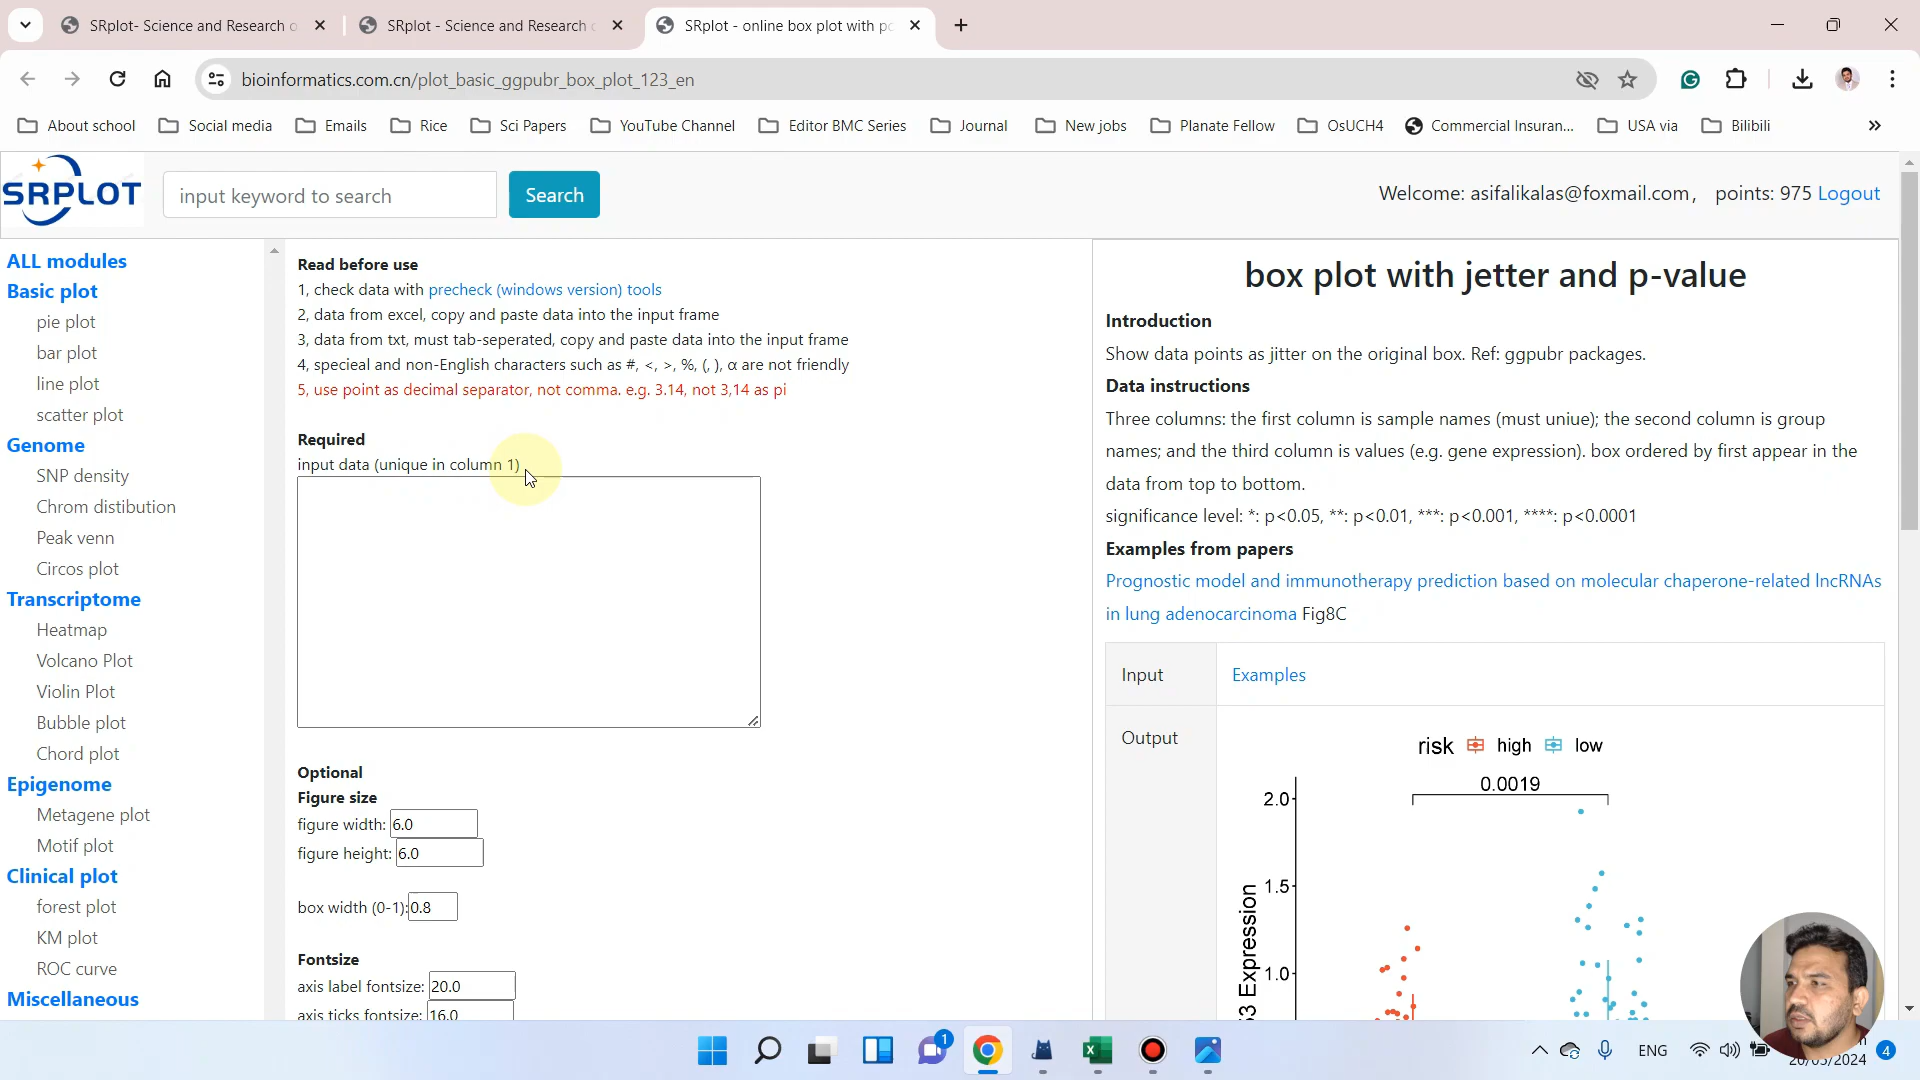 SRplot- Science and Research o
SRplot - Science and Research
SRplot - online box plot with po
bioinformatics.com.cn/plot_basic_ggpubr_box_plot_123_en
About school
Social media
Emails
Rice
Sci Papers
YouTube Channel
Editor BMC Series
Journal
New jobs
Planate Fellow
OsUCH4
Commercial Insuran...
USA via
Bilibili
»
SRPLOT
input keyword to search
Search
Welcome: asifalikalas@foxmail.com, points: 975 Logout
ALL modules
Basic plot
pie plot
bar plot
line plot
scatter plot
Genome
SNP density
Chrom distibution
Peak venn
Circos plot
Transcriptome
Heatmap
Volcano Plot
Violin Plot
Bubble plot
Chord plot
Epigenome
Metagene plot
Motif plot
Clinical plot
forest plot
KM plot
ROC curve
Miscellaneous
Read before use
1, check data with precheck (windows version) tools
2, data from excel, copy and paste data into the input frame
3, data from txt, must tab-seperated, copy and paste data into the input frame
4, specieal and non-English characters such as #, <, >, %, (, ), α are not friendly
5, use point as decimal separator, not comma. e.g. 3.14, not 3,14 as pi
Required
input data (unique in column 1)
Optional
Figure size
figure width: 6.0
figure height: 6.0
box width (0-1): 0.8
Fontsize
axis label fontsize: 20.0
axis ticks fontsize: 16.0
box plot with jetter and p-value
Introduction
Show data points as jitter on the original box. Ref: ggpubr packages.
Data instructions
Three columns: the first column is sample names (must uniue); the second column is group
names; and the third column is values (e.g. gene expression). box ordered by first appear in the
data from top to bottom.
significance level: *: p<0.05, **: p<0.01, ***: p<0.001, ****: p<0.0001
Examples from papers
Prognostic model and immunotherapy prediction based on molecular chaperone-related lncRNAs
in lung adenocarcinoma Fig8C
Input
Examples
Output
risk high low
0.0019
2.0
1.5
1.0
53 Expression
1
ENG
20/05/2024
4